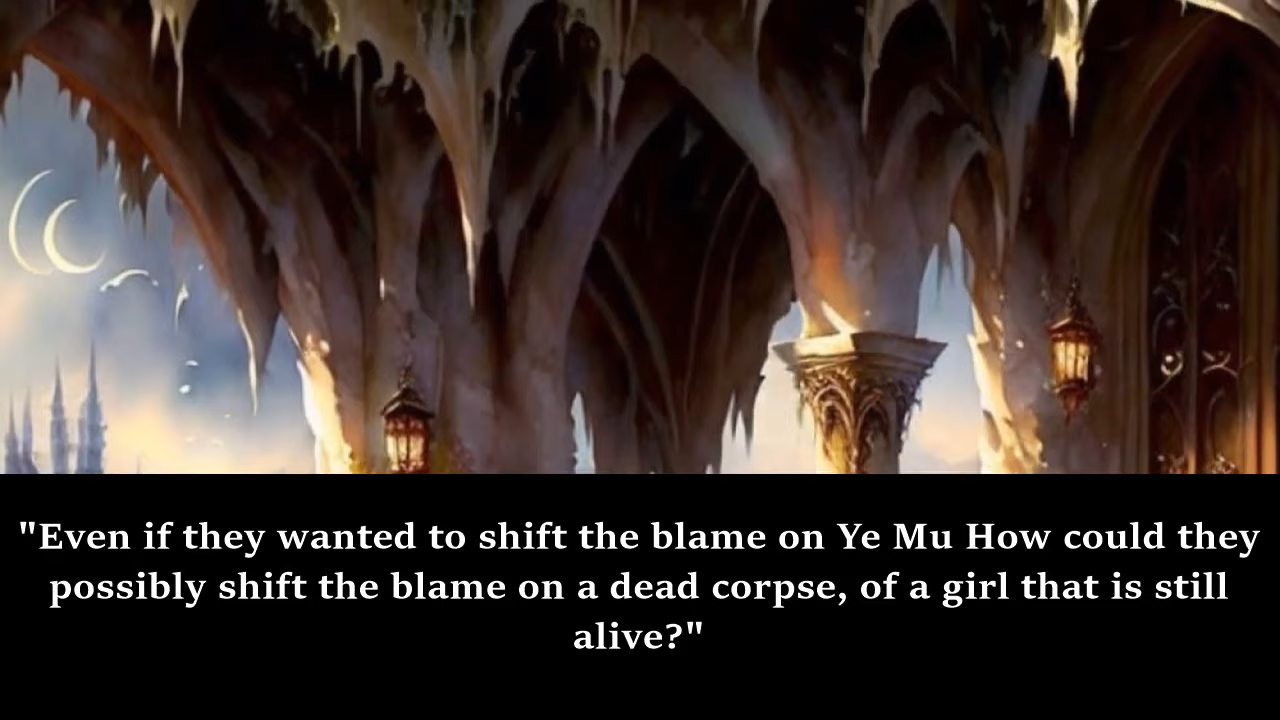 "Even if they wanted to shift the blame on Ye Mu How could they
possibly shift the blame on a dead corpse, of a girl that is still
alive?"